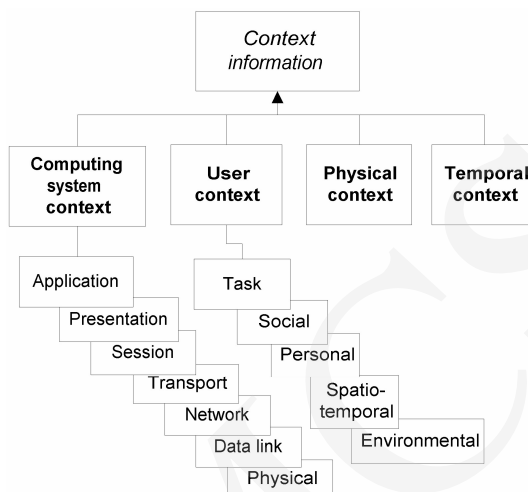 Context
information
Computing
system
context
User
context
Physical
context
Temporal
context
Application
Presentation
Session
Transport
Network
Data link
Physical
Task
Social
Personal
Spatio-
temporal
Environmental